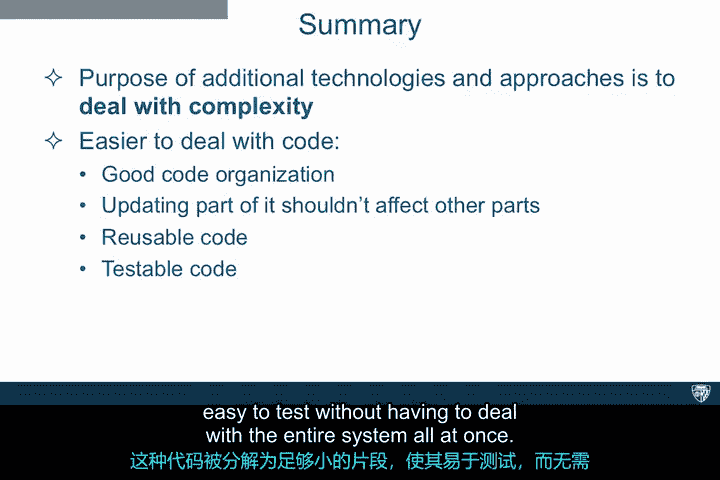 Summary
Purpose of additional technologies and approaches is to
deal with complexity
Easier to deal with code:
• Good code organization
• Updating part of it shouldn't affect other parts
• Reusable code
• Testable code
easy to test without having to deal
with the entire system all at once.
这种代码被分解为足够小的片段，使其易于测试，而无需